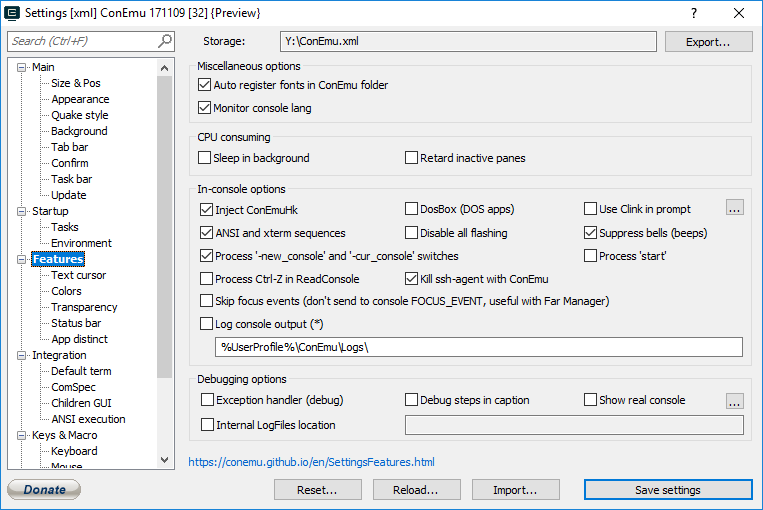 Settings [xml] ConEmu 171109 [32] {Preview}
Search (Ctrl+F)
Storage:
Y:\ConEmu.xml
Export...
Main
Size & Pos
Appearance
Quake style
Background
Tab bar
Confirm
Task bar
Update
Startup
Tasks
Environment
Features
Text cursor
Colors
Transparency
Status bar
App distinct
Integration
Default term
ComSpec
Children GUI
ANSI execution
Keys & Macro
Keyboard
Mouse
Miscellaneous options
Auto register fonts in ConEmu folder
Monitor console lang
CPU consuming
Sleep in background
Retard inactive panes
In-console options
Inject ConEmuHk
DosBox (DOS apps)
Use Clink in prompt
...
ANSI and xterm sequences
Disable all flashing
Suppress bells (beeps)
Process '-new_console' and '-cur_console' switches
Process 'start'
Process Ctrl-Z in ReadConsole
Kill ssh-agent with ConEmu
Skip focus events (don't send to console FOCUS_EVENT, useful with Far Manager)
Log console output (*)
%UserProfile%\ConEmu\Logs\
Debugging options
Exception handler (debug)
Debug steps in caption
Show real console
...
Internal LogFiles location
https://conemu.github.io/en/SettingsFeatures.html
Donate
Reset...
Reload...
Import...
Save settings